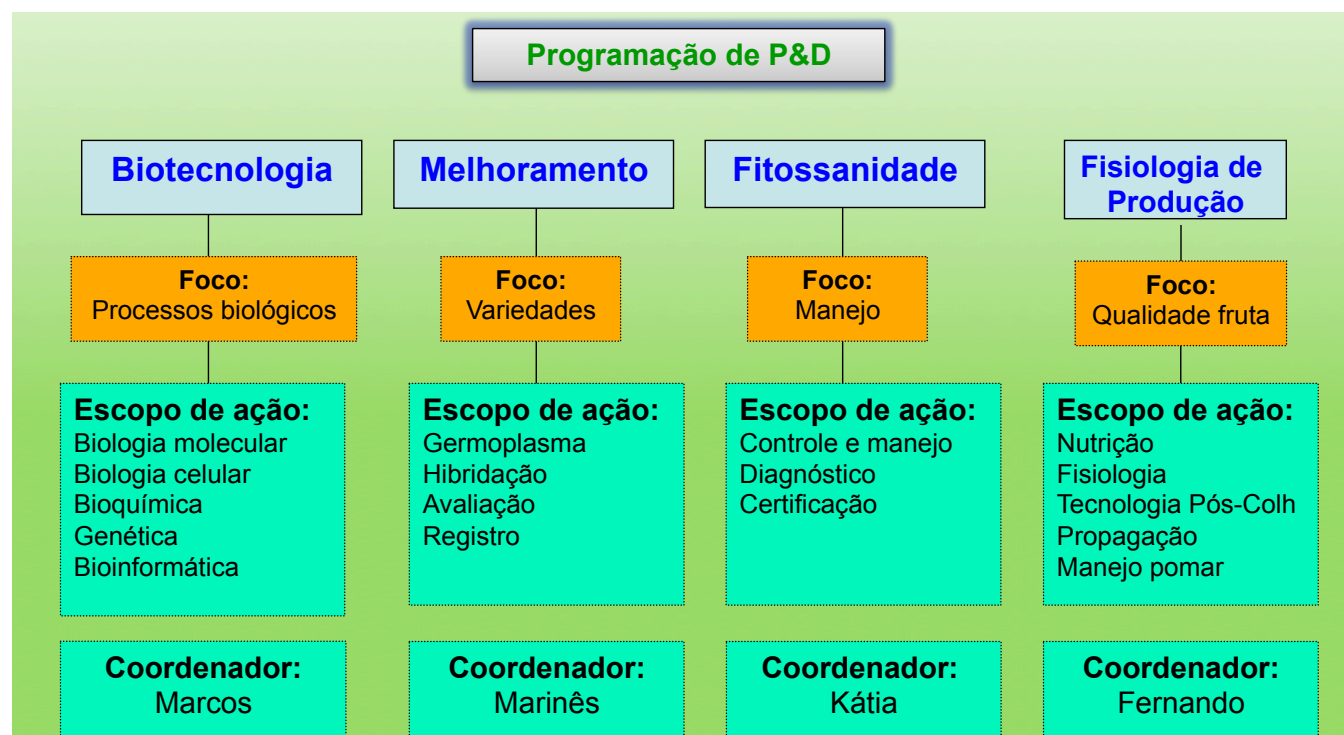 Programação de P&D
Biotecnologia
Foco:
Processos biológicos
Escopo de ação:
Biologia molecular
Biologia celular
Bioquímica
Genética
Bioinformática
Coordenador:
Marcos
Melhoramento
Foco:
Variedades
Escopo de ação:
Germoplasma
Hibridação
Avaliação
Registro
Coordenador:
Marinês
Fitossanidade
Foco:
Manejo
Escopo de ação:
Controle e manejo
Diagnóstico
Certificação
Coordenador:
Kátia
Fisiologia de
Produção
Foco:
Qualidade fruta
Escopo de ação:
Nutrição
Fisiologia
Tecnologia Pós-Colh
Propagação
Manejo pomar
Coordenador:
Fernando